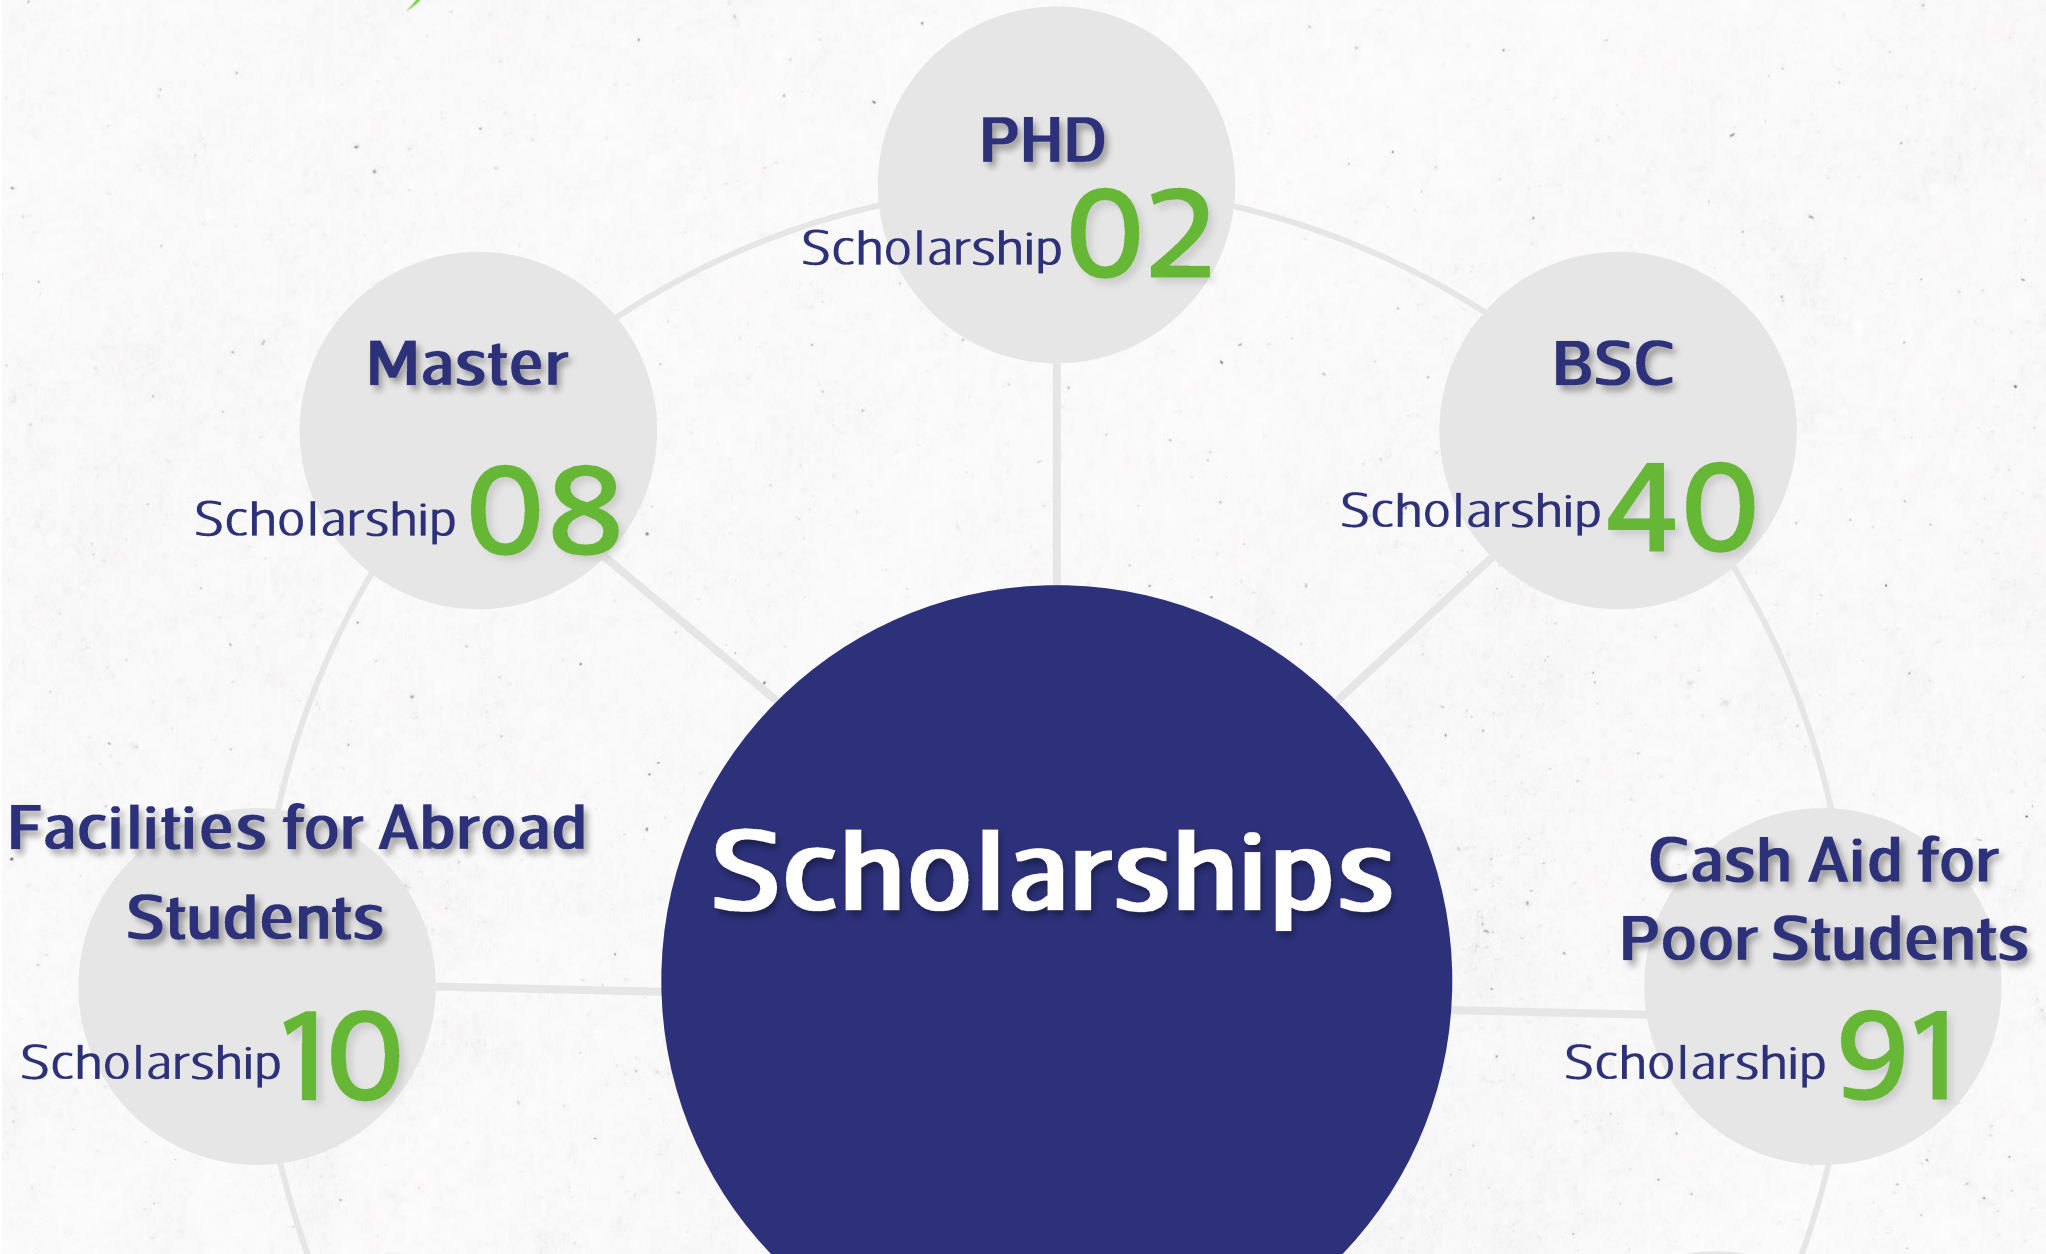 PHD
Scholarship 02
Master
Scholarship 08
BSC
Scholarship 40
Facilities for Abroad
Students
Scholarship 10
Scholarships
Cash Aid for
Poor Students
Scholarship 91